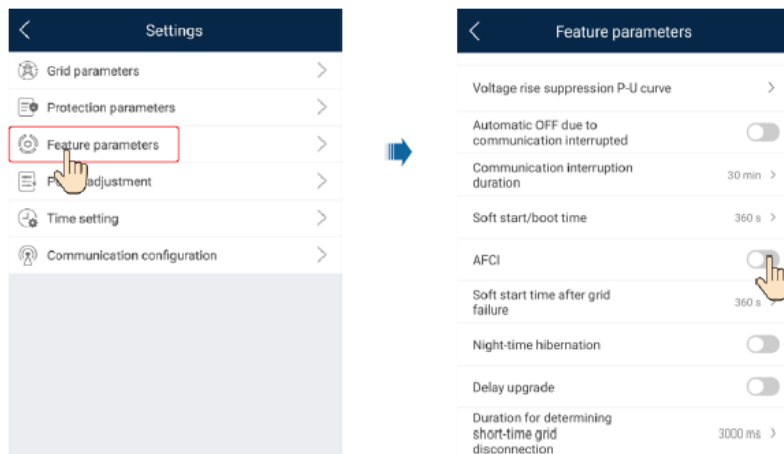 Settings
Grid parameters
Protection parameters
Feature parameters
adjustment
Time setting
Communication configuration
Feature parameters
Voltage rise suppression P-U curve
Automatic OFF due to
communication interrupted
Communication interruption
duration
30 min
Soft start/boot time
360 s
AFCI
Soft start time after grid
failure
360 s
Night-time hibernation
Delay upgrade
Duration for determining
short-time grid
disconnection
3000 ms